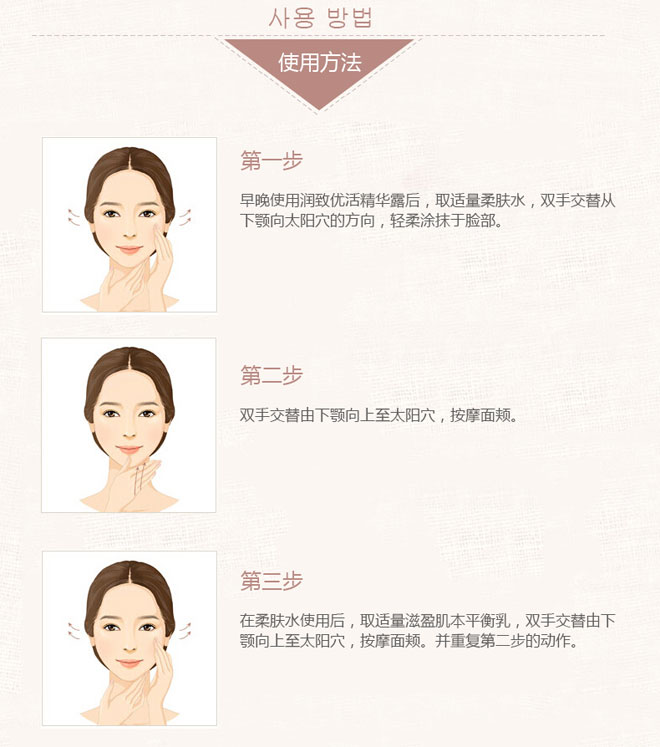 사용 방법
使用方法
第一步
早晚使用润致优活精华露后，取适量柔肤水，双手交替从
下颚向太阳穴的方向，轻柔涂抹于脸部。
第二步
双手交替由下颚向上至太阳穴，按摩面颊。
第三步
在柔肤水使用后，取适量滋盈肌本平衡乳，双手交替由下
颚向上至太阳穴，按摩面颊。并重复第二步的动作。